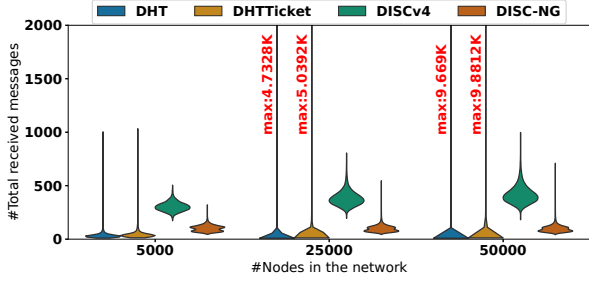 DHT DHTTicket DISCv4 DISC-NG
2000
1500
1000
500
0
#Total received messages
max:4.7328K
max:5.0392K
max:9.669K
max:9.8812K
5000 25000 50000
#Nodes in the network